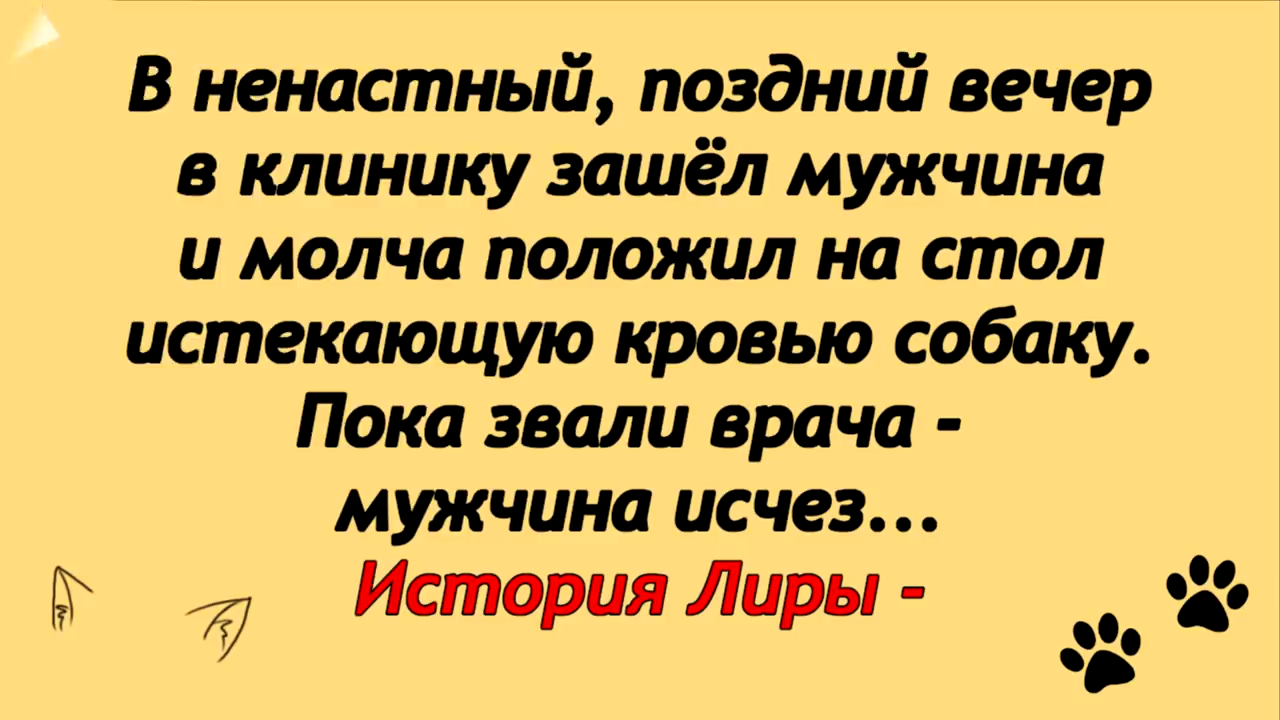 В ненастный, поздний вечер
в клинику зашёл мужчина
и молча положил на стол
истекающую кровью собаку.
Пока звали врача -
мужчина исчез...
История Лиры -